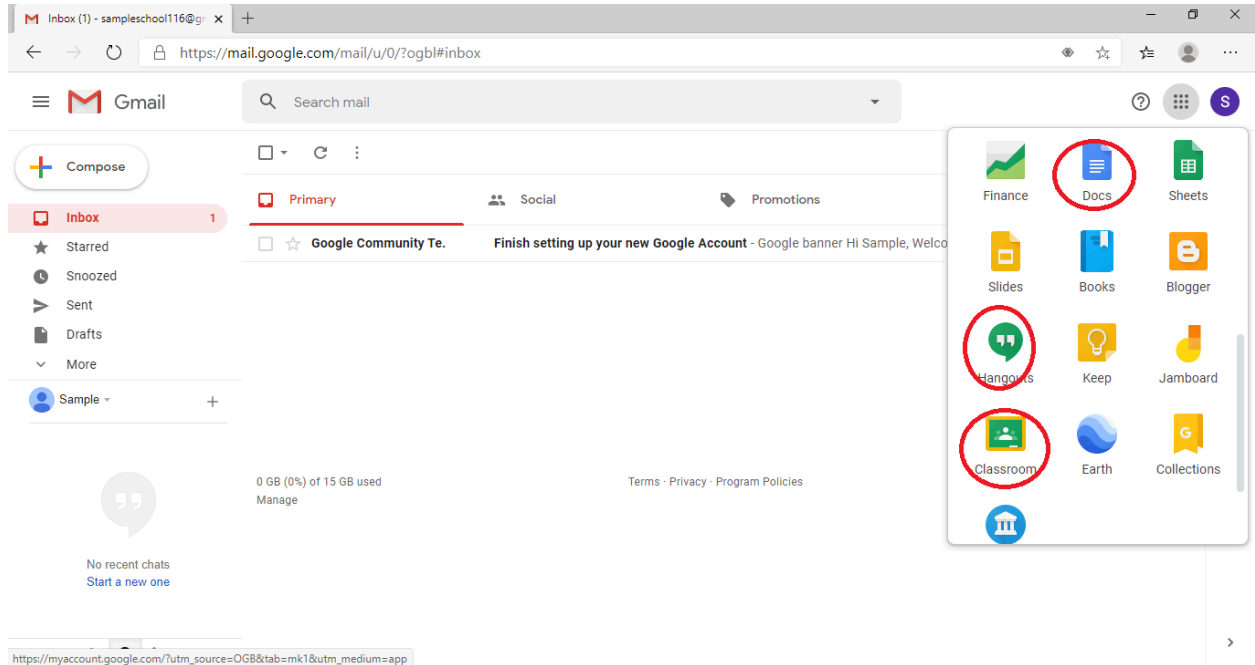 Inbox (1) - sampleschool116@gm
https://mail.google.com/mail/u/0/?ogbl#inbox
Gmail
Search mail
S
Compose
Primary
Social
Promotions
Inbox 1
Google Community Te. Finish setting up your new Google Account - Google banner Hi Sample, Welco
Starred
Snoozed
Sent
Drafts
More
Sample
0 GB (0%) of 15 GB used
Manage
Terms · Privacy · Program Policies
No recent chats
Start a new one
Finance Docs Sheets
Slides Books Blogger
Hangouts Keep Jamboard
G
Classroom Earth Collections
https://myaccount.google.com/?utm_source=OGB&tab=mk1&utm_medium=app